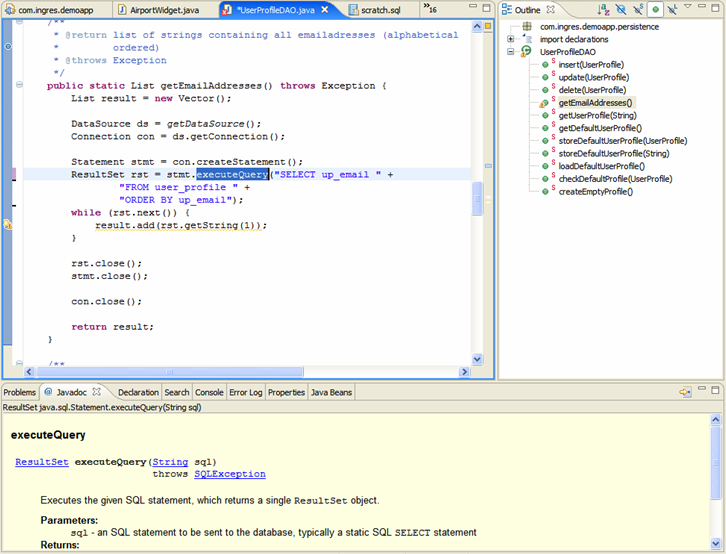 com.ingres.demoapp
AirportWidget.java
*UserProfileDAO.java
scratch.sql
»16
/**
* @return list of strings containing all emailadresses (alphabetical
* ordered)
* @throws Exception
*/
public static List getEmailAddresses() throws Exception {
List result = new Vector();
DataSource ds = getDataSource();
Connection con = ds.getConnection();
Statement stmt = con.createStatement();
ResultSet rst = stmt.executeQuery("SELECT up_email " +
"FROM user_profile " +
"ORDER BY up_email");
while (rst.next()) {
result.add(rst.getString(1));
}
rst.close();
stmt.close();
con.close();
return result;
}
/**
Outline
com.ingres.demoapp.persistence
import declarations
UserProfileDAO
insert(UserProfile)
update(UserProfile)
delete(UserProfile)
getEmailAddresses()
getUserProfile(String)
getDefaultUserProfile()
storeDefaultUserProfile(UserProfile)
storeDefaultUserProfile(String)
loadDefaultUserProfile()
checkDefaultUserProfile(UserProfile)
createEmptyProfile()
Problems
@ Javadoc
Declaration
Search
Console
Error Log
Properties
Java Beans
ResultSet java.sql.Statement.executeQuery(String sql)
executeQuery
ResultSet executeQuery(String sql)
throws SQLException
Executes the given SQL statement, which returns a single ResultSet object.
Parameters:
sql - an SQL statement to be sent to the database, typically a static SQL SELECT statement
Returns: